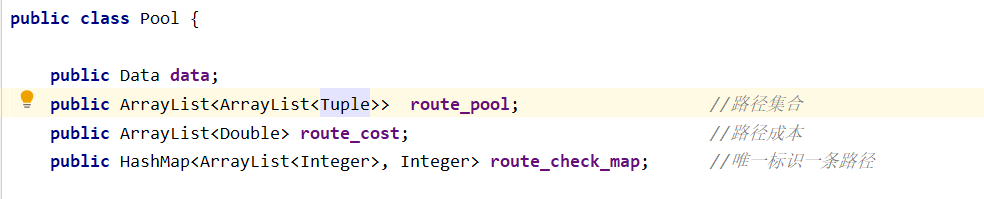 public class Pool {
public Data data;
public ArrayList<ArrayList<Tuple>> route_pool; //路径集合
public ArrayList<Double> route_cost; //路径成本
public HashMap<ArrayList<Integer>, Integer> route_check_map; //唯一标识一条路径